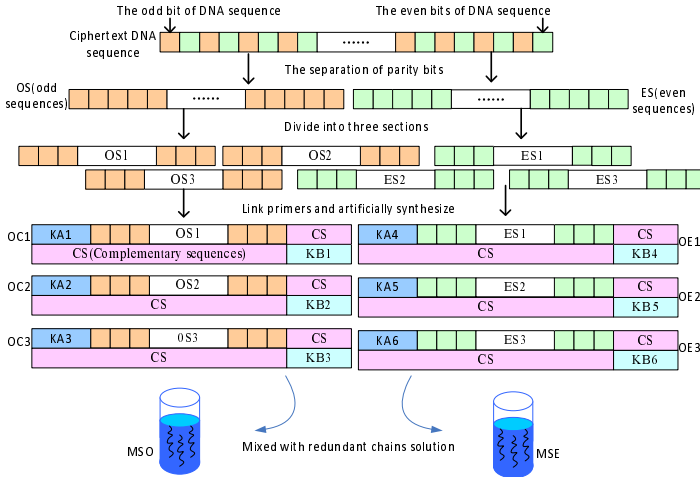 The odd bit of DNA sequence
The even bits of DNA sequence
Ciphertext DNA
sequence
······
The separation of parity bits
OS(odd
sequences)
······
······
ES(even
sequences)
Divide into three sections
OS1
OS2
ES1
OS3
ES2
ES3
Link primers and artificially synthesize
OC1
KA1
OS1
CS
CS(Complementary sequences)
KB1
KA4
ES1
CS
OE1
CS
KB4
OC2
KA2
OS2
CS
CS
KB2
KA5
ES2
CS
OE2
CS
KB5
OC3
KA3
0S3
CS
CS
KB3
KA6
ES3
CS
OE3
CS
KB6
Mixed with redundant chains solution
MSO
MSE